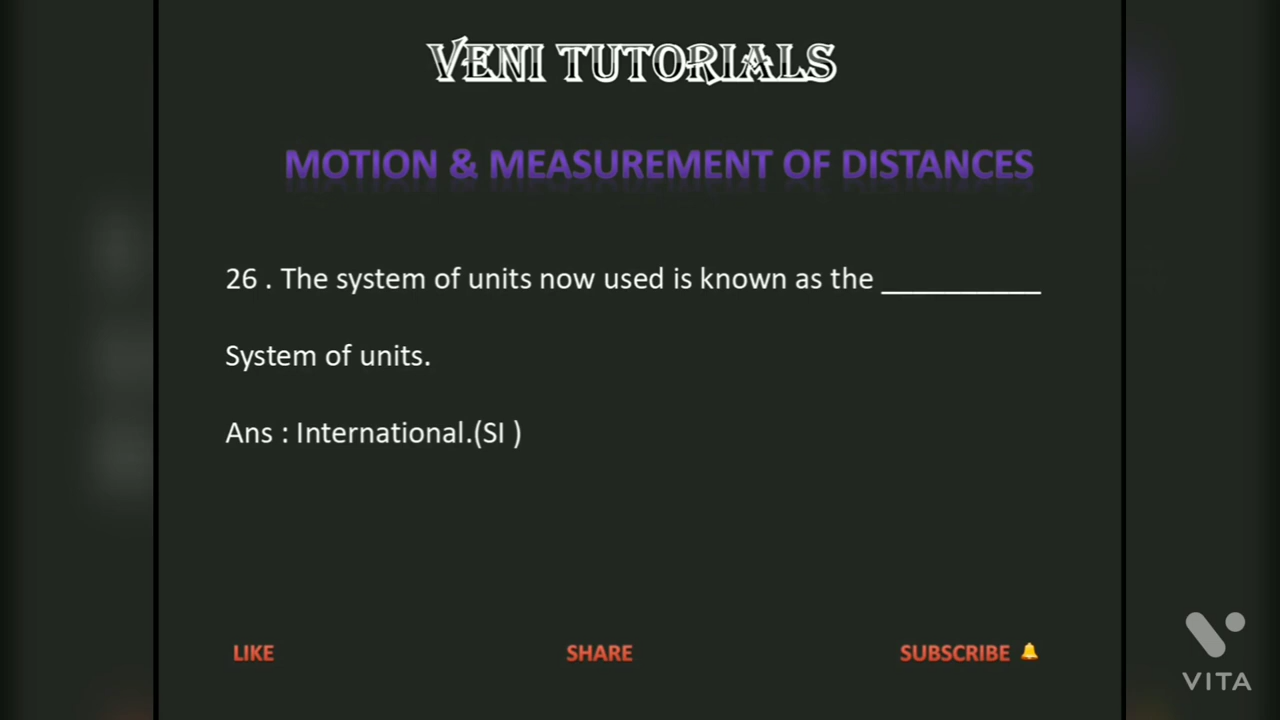 VENI TUTORIALS
MOTION & MEASUREMENT OF DISTANCES
26 . The system of units now used is known as the __________
System of units.
Ans : International.(SI )
LIKE SHARE SUBSCRIBE 🔔
VITA